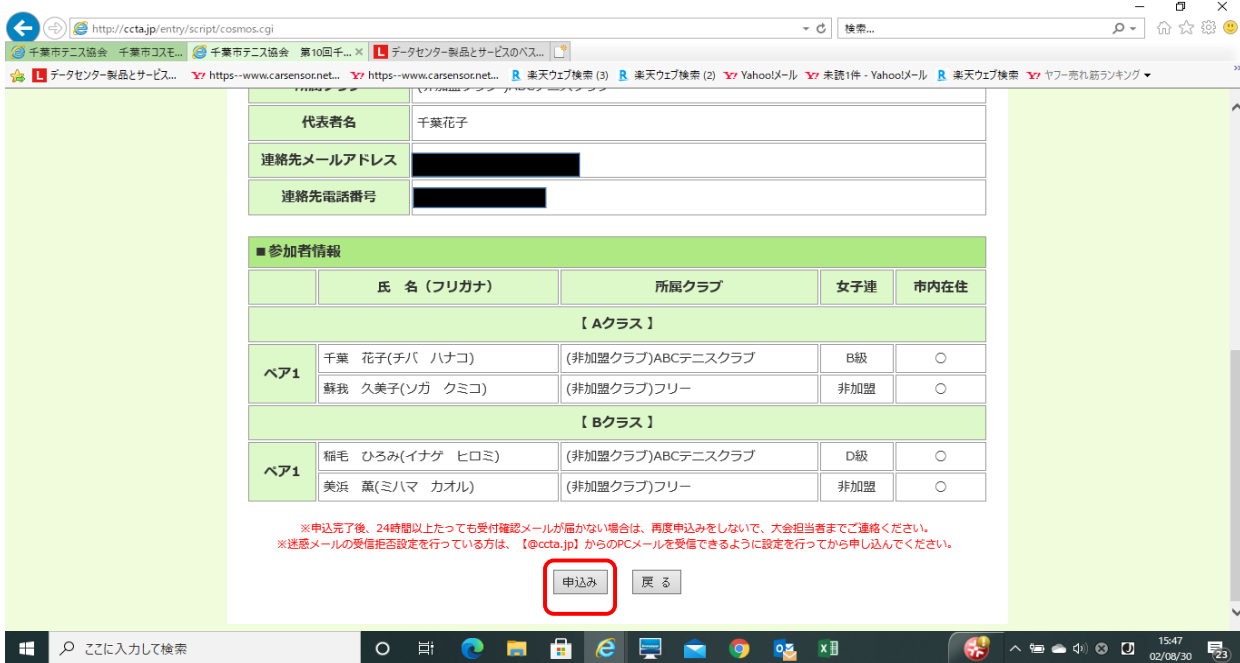 http://ccta.jp/entry/script/cosmos.cgi
検索...
千葉市テニス協会 千葉市コスモ...
千葉市テニス協会 第10回千... ×
データセンター製品とサービスのベス...
データセンター製品とサービス...
https--www.carsensor.net...
https--www.carsensor.net...
楽天ウェブ検索 (3)
楽天ウェブ検索 (2)
Yahoo!メール
未読1件 - Yahoo!メール
楽天ウェブ検索
ヤフー売れ筋ランキング
代表者名 千葉花子
連絡先メールアドレス
連絡先電話番号
■参加者情報
氏 名（フリガナ） 所属クラブ 女子連 市内在住
【 Aクラス 】
ペア1
千葉 花子(チバ ハナコ) (非加盟クラブ)ABCテニスクラブ B級 ○
蘇我 久美子(ソガ クミコ) (非加盟クラブ)フリー 非加盟 ○
【 Bクラス 】
ペア1
稲毛 ひろみ(イナゲ ヒロミ) (非加盟クラブ)ABCテニスクラブ D級 ○
美浜 薫(ミハマ カオル) (非加盟クラブ)フリー 非加盟 ○
※申込完了後、24時間以上たっても受付確認メールが届かない場合は、再度申込みをしないで、大会担当者までご連絡ください。
※迷惑メールの受信拒否設定を行っている方は、【@ccta.jp】からのPCメールを受信できるように設定を行ってから申し込んでください。
申込み 戻 る
ここに入力して検索
15:47
02/08/30
23